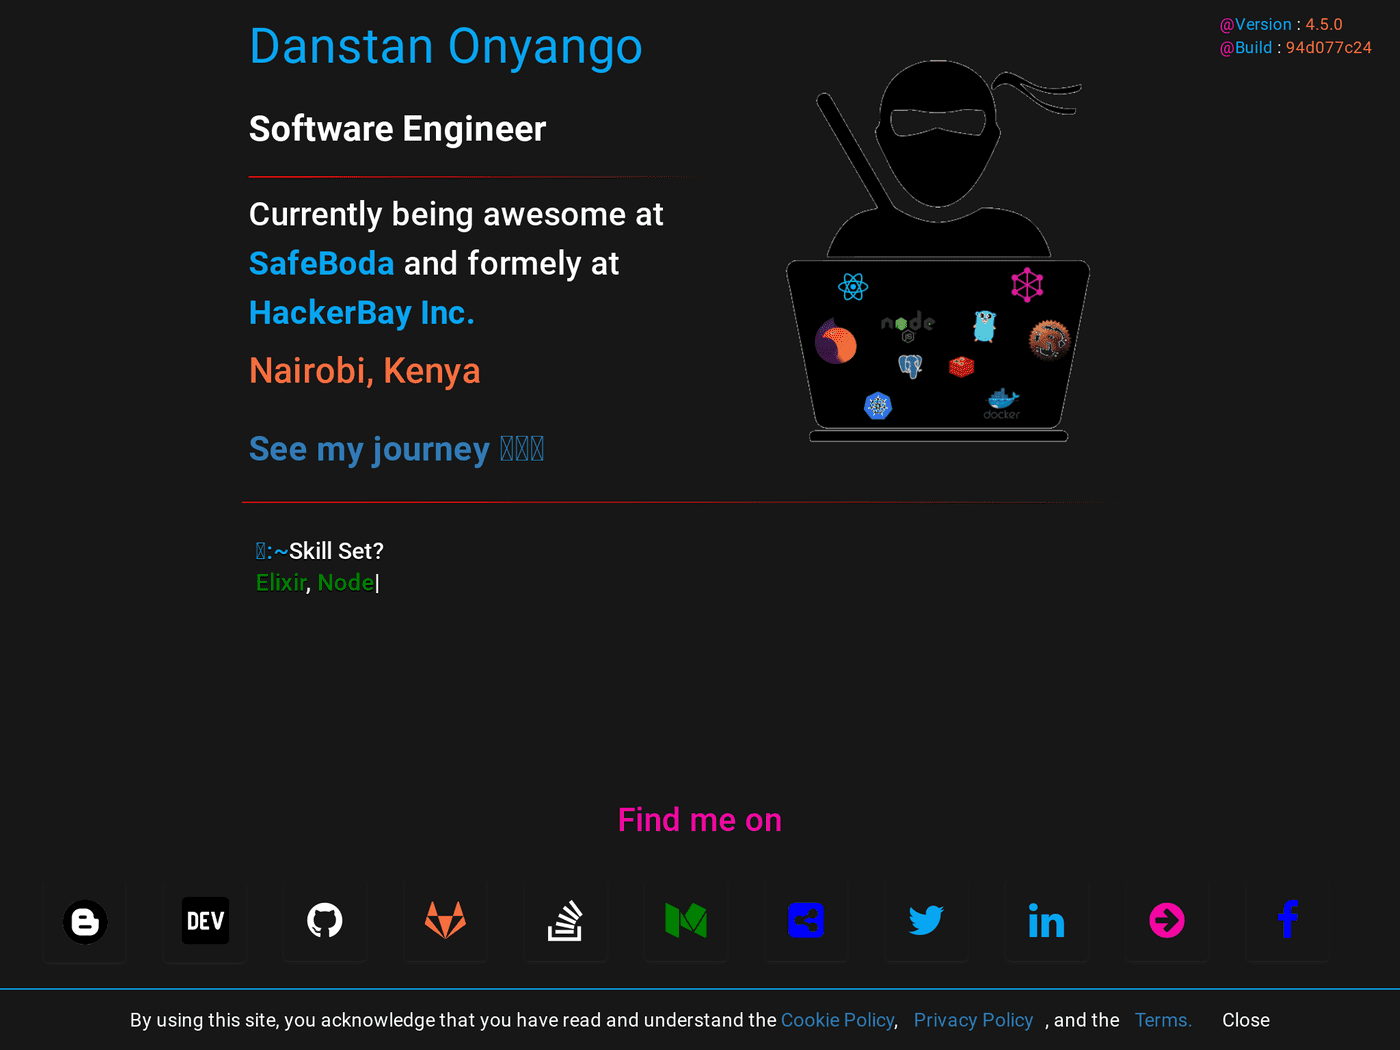 Danstan Onyango
@Version : 4.5.0
@Build : 94d077c24
Software Engineer
Currently being awesome at
SafeBoda and formely at
HackerBay Inc.
Nairobi, Kenya
See my journey
node
JS
docker
:~Skill Set?
Elixir, Node|
Find me on
DEV
in
By using this site, you acknowledge that you have read and understand the Cookie Policy, Privacy Policy , and the Terms. Close